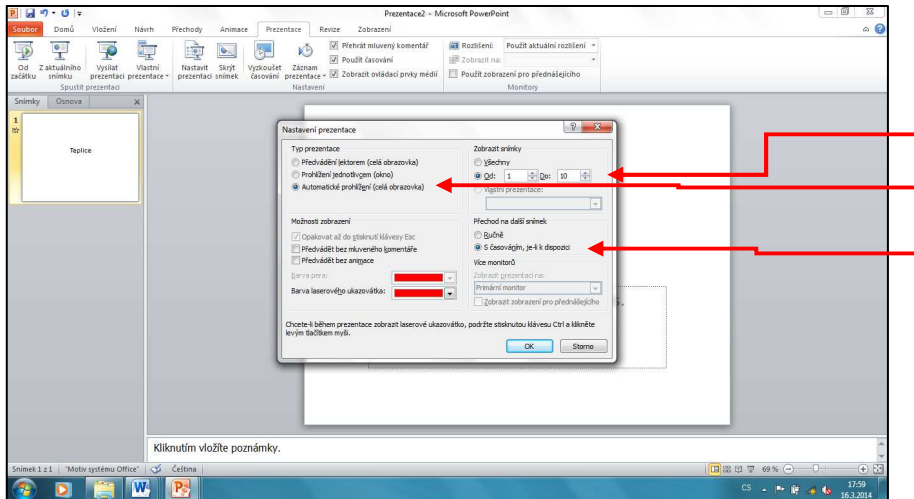 Prezentace2 - Microsoft PowerPoint
Soubor Domů Vložení Návrh Přechody Animace Prezentace Revize Zobrazení
Od začátku
Z aktuálního snímku
Vysílat prezentaci
Vlastní prezentace
Spustit prezentaci
Nastavit prezentaci
Skrýt snímek
Vyzkoušet časování
Záznam prezentace
Přehrát mluvený komentář
Použít časování
Zobrazit ovládací prvky médií
Nastavení
Rozlišení: Použít aktuální rozlišení
Zobrazit na:
Použít zobrazení pro přednášejícího
Monitory
Snímky Osnova
1
Teplice
Nastavení prezentace
Typ prezentace
Předvádění lektorem (celá obrazovka)
Prohlížení jednotlivcem (okno)
Automatické prohlížení (celá obrazovka)
Možnosti zobrazení
Opakovat až do stisknutí klávesy Esc
Předvádět bez mluveného komentáře
Předvádět bez animace
Barva pera:
Barva laserového ukazovátka:
Zobrazit snímky
Všechny
Od: 1 Do: 10
Vlastní prezentace:
Přechod na další snímek
Ručně
S časováním, je-li k dispozici
Více monitorů
Zobrazit prezentaci na:
Primární monitor
Zobrazit zobrazení pro přednášejícího
Chcete-li během prezentace zobrazit laserové ukazovátko, podržte stisknutou klávesu Ctrl a klikněte
levým tlačítkem myši.
OK Storno
Kliknutím vložíte poznámky.
Snímek 1 z 1 "Motiv systému Office" Čeština 69 %
CS 17:59
16.3.2014